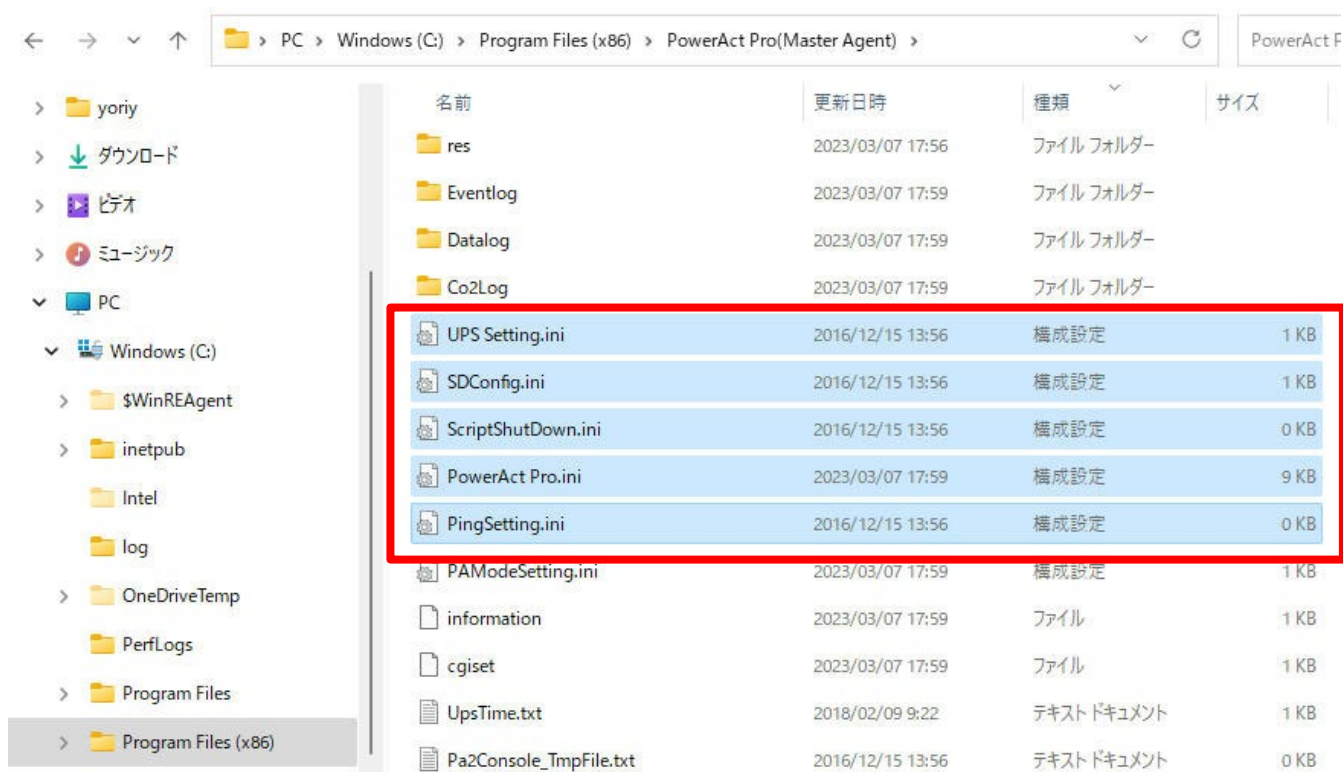 PC > Windows (C:) > Program Files (x86) > PowerAct Pro(Master Agent) >
PowerAct P
yoriy
ダウンロード
ビデオ
ミュージック
PC
Windows (C:)
$WinREAgent
inetpub
Intel
log
OneDriveTemp
PerfLogs
Program Files
Program Files (x86)
名前 更新日時 種類 サイズ
res 2023/03/07 17:56 ファイル フォルダー
Eventlog 2023/03/07 17:59 ファイル フォルダー
Datalog 2023/03/07 17:59 ファイル フォルダー
Co2Log 2023/03/07 17:59 ファイル フォルダー
UPS Setting.ini 2016/12/15 13:56 構成設定 1 KB
SDConfig.ini 2016/12/15 13:56 構成設定 1 KB
ScriptShutDown.ini 2016/12/15 13:56 構成設定 0 KB
PowerAct Pro.ini 2023/03/07 17:59 構成設定 9 KB
PingSetting.ini 2016/12/15 13:56 構成設定 0 KB
PAModeSetting.ini 2023/03/07 17:59 構成設定 1 KB
information 2023/03/07 17:59 ファイル 1 KB
cgiset 2023/03/07 17:59 ファイル 1 KB
UpsTime.txt 2018/02/09 9:22 テキスト ドキュメント 1 KB
Pa2Console_TmpFile.txt 2016/12/15 13:56 テキスト ドキュメント 0 KB